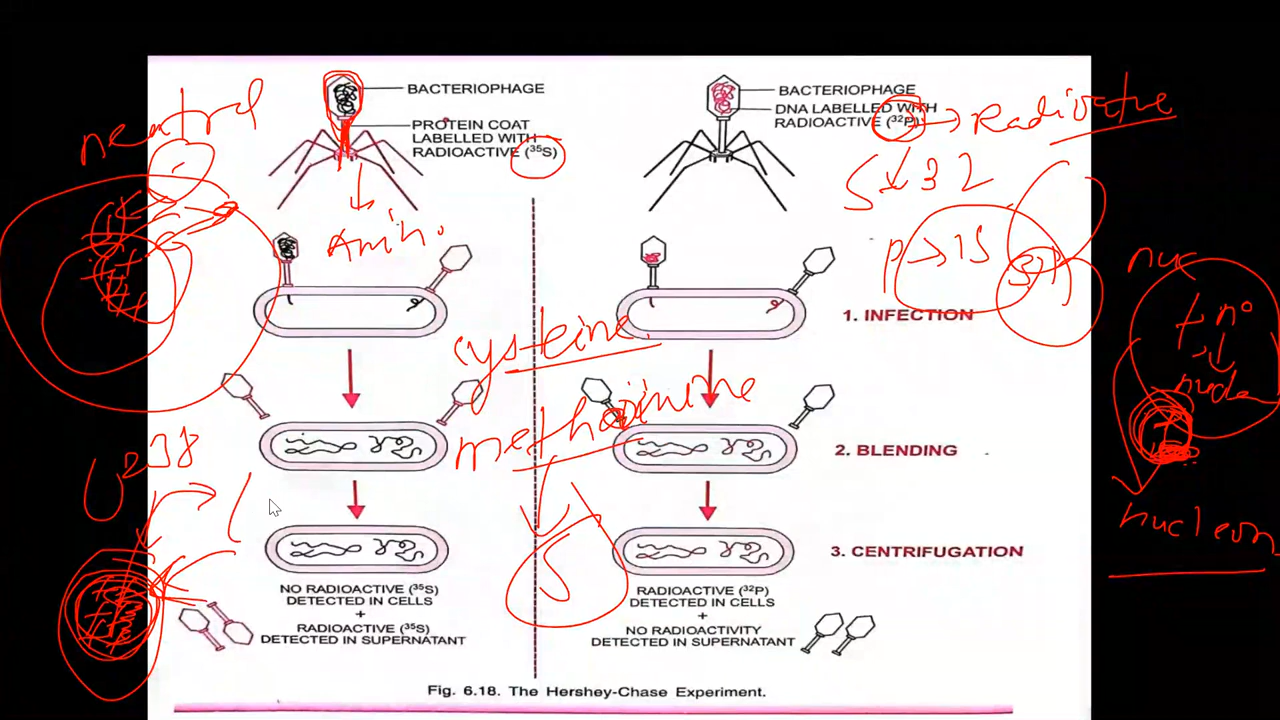 BACTERIOPHAGE
PROTEIN COAT
LABELLED WITH
RADIOACTIVE (³⁵S)
BACTERIOPHAGE
DNA LABELLED WITH
RADIOACTIVE (³²P)
neutral
Amino
S 32
P → 15
nuc
+ n°
1. INFECTION
cysteine
U238
2. BLENDING
S
nucleon
3. CENTRIFUGATION
NO RADIOACTIVE (³⁵S)
DETECTED IN CELLS
+
RADIOACTIVE (³⁵S)
DETECTED IN SUPERNATANT
RADIOACTIVE (³²P)
DETECTED IN CELLS
+
NO RADIOACTIVITY
DETECTED IN SUPERNATANT
Fig. 6.18. The Hershey-Chase Experiment.